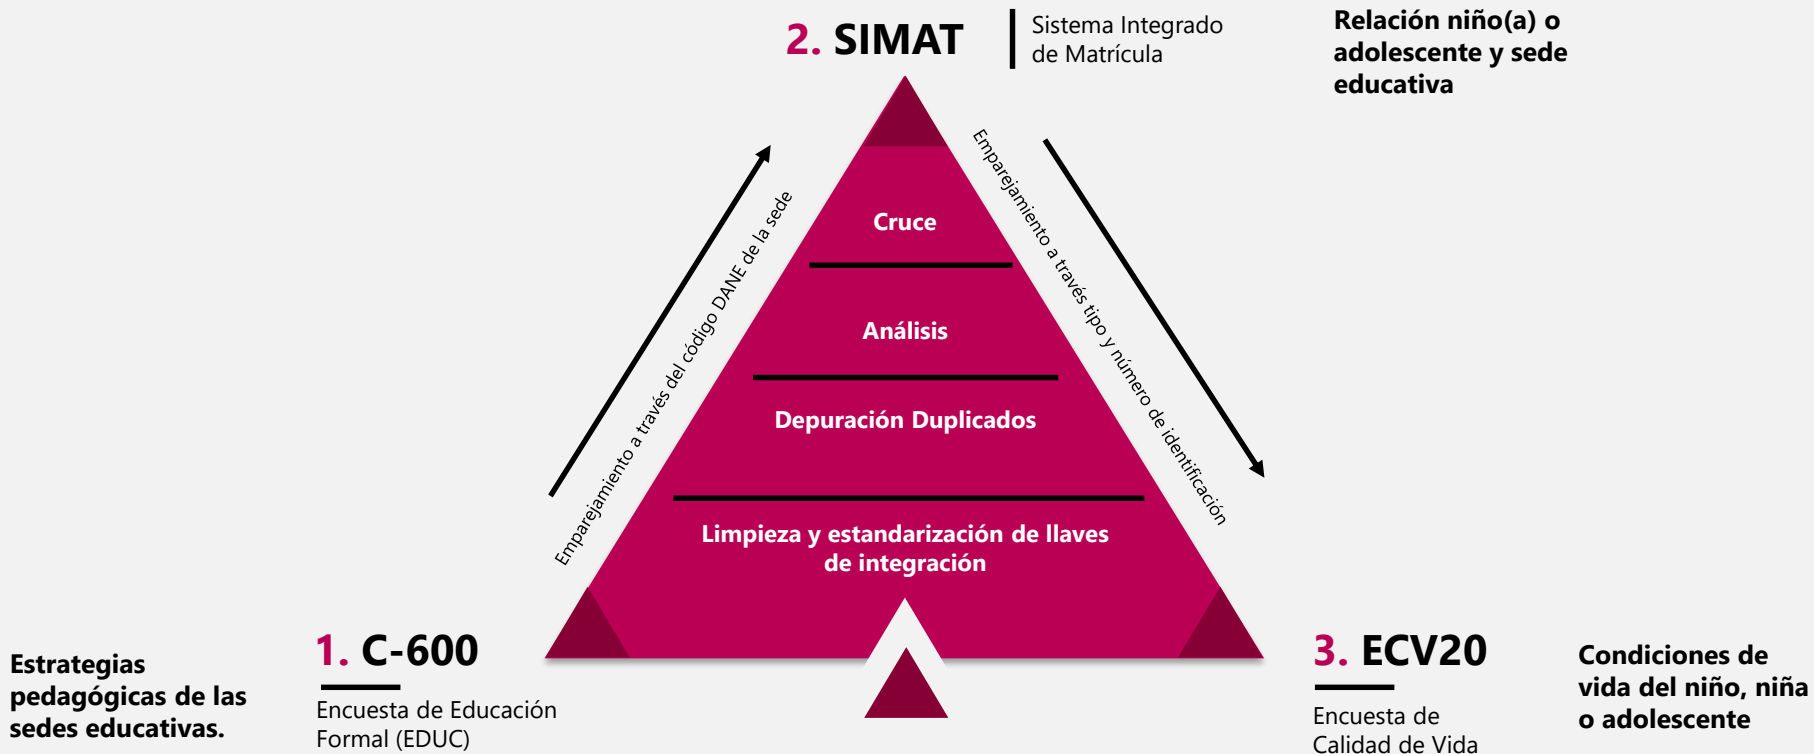 2. SIMAT
Sistema Integrado
de Matrícula
Relación niño(a) o
adolescente y sede
educativa
Emparejamiento a través del código DANE de la sede
Emparejamiento a través tipo y número de identificación
Cruce
Análisis
Depuración Duplicados
Limpieza y estandarización de llaves
de integración
Estrategias
pedagógicas de las
sedes educativas.
1. C-600
Encuesta de Educación
Formal (EDUC)
3. ECV20
Encuesta de
Calidad de Vida
Condiciones de
vida del niño, niña
o adolescente